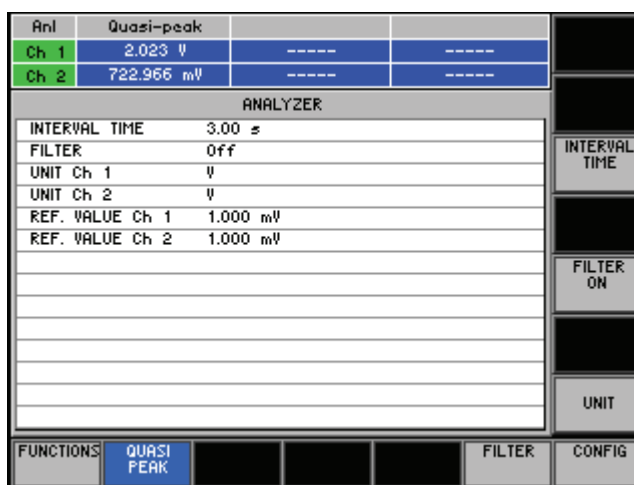 Anl Quasi-peak
Ch 1 2.023 V ----- -----
Ch 2 722.966 mV ----- -----
ANALYZER
INTERVAL TIME 3.00 s
FILTER Off
UNIT Ch 1 V
UNIT Ch 2 V
REF. VALUE Ch 1 1.000 mV
REF. VALUE Ch 2 1.000 mV
INTERVAL
TIME
FILTER
ON
UNIT
FUNCTIONS QUASI PEAK FILTER CONFIG